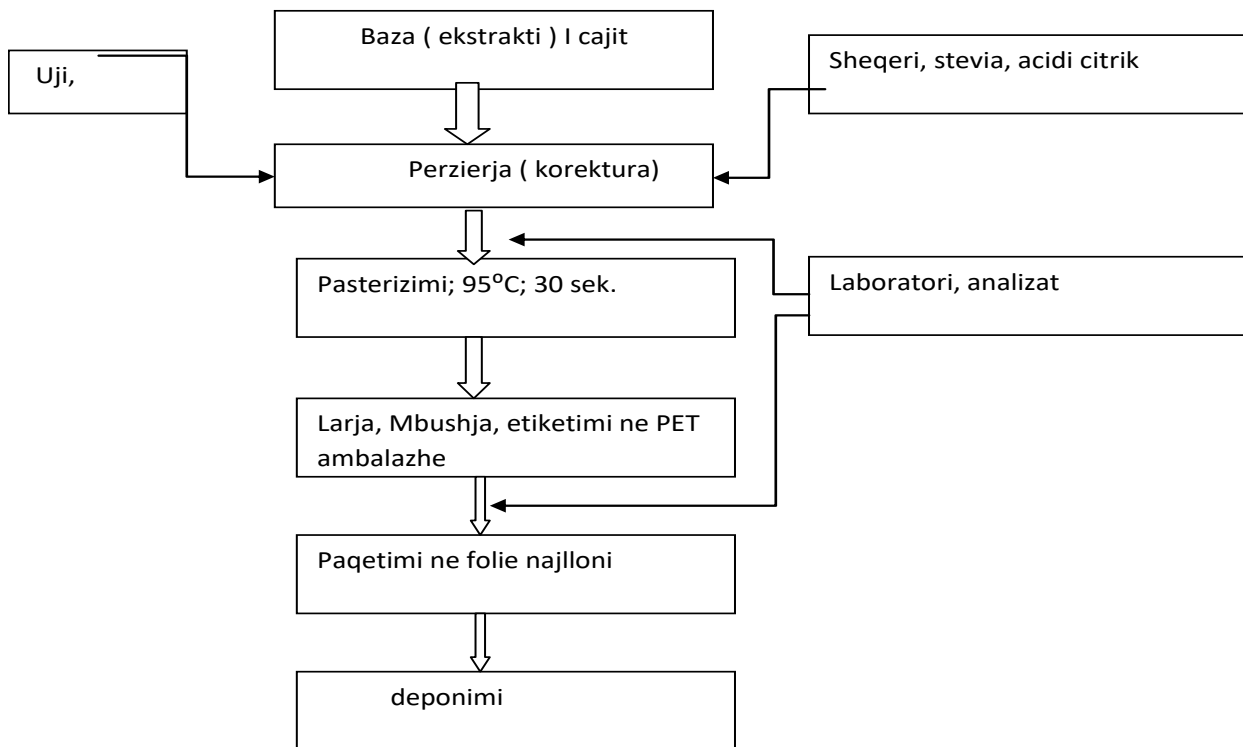 Baza ( ekstrakti ) I cajit
Uji,
Sheqeri, stevia, acidi citrik
Perzierja ( korektura)
Pasterizimi; 95⁰C; 30 sek.
Laboratori, analizat
Larja, Mbushja, etiketimi ne PET
ambalazhe
Paqetimi ne folie najlloni
deponimi